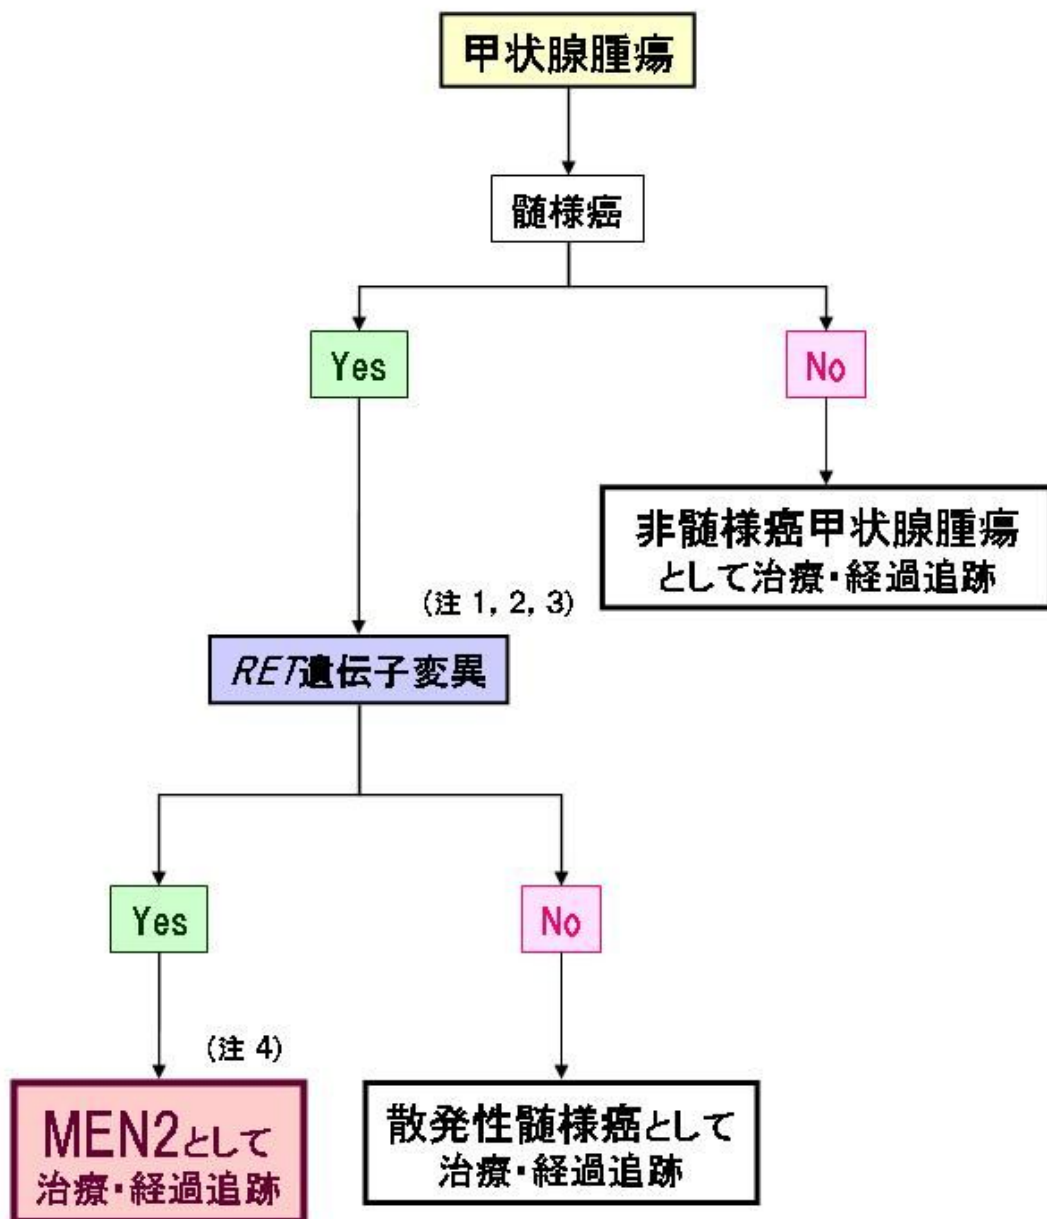 甲状腺腫瘍
髄様癌
Yes
No
非髄様癌甲状腺腫瘍
として治療・経過追跡
(注 1, 2, 3)
RET遺伝子変異
Yes
No
(注 4)
MEN2として
治療・経過追跡
散発性髄様癌として
治療・経過追跡